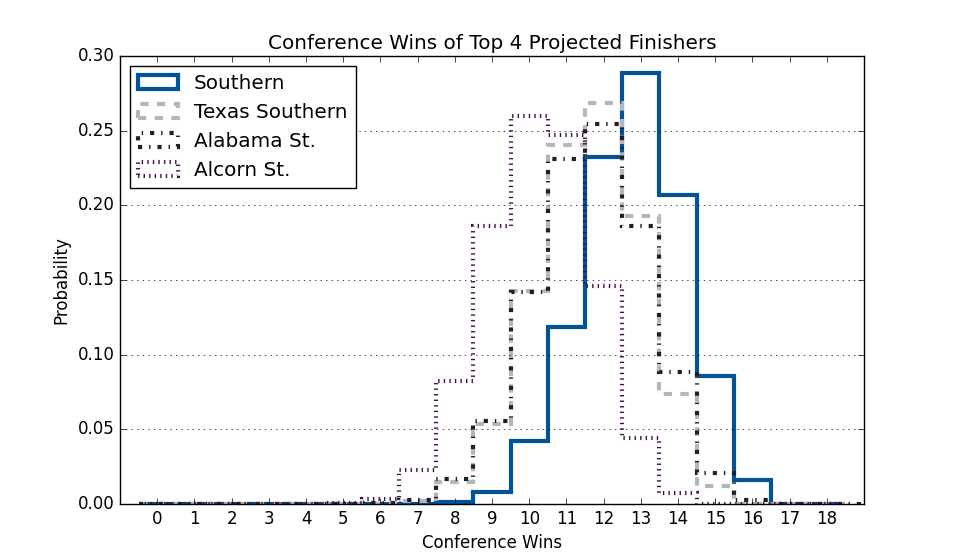 Conference Wins of Top 4 Projected Finishers
0.30
0.25
0.20
0.15
0.10
0.05
0.00
Probability
Southern
Texas Southern
Alabama St.
Alcorn St.
0 1 2 3 4 5 6 7 8 9 10 11 12 13 14 15 16 17 18
Conference Wins